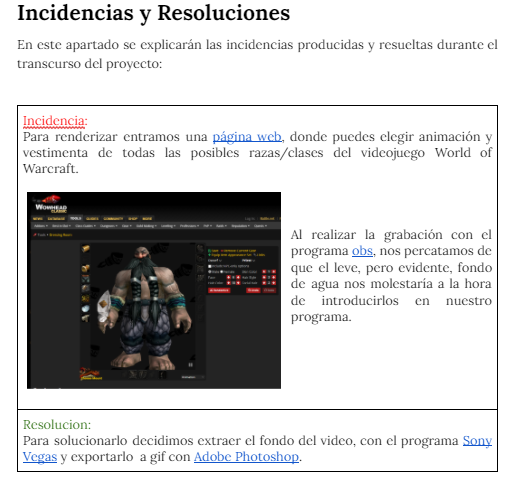 Incidencias y Resoluciones
En este apartado se explicarán las incidencias producidas y resueltas durante el
transcurso del proyecto:
Incidencia:
Para renderizar entramos una página web, donde puedes elegir animación y
vestimenta de todas las posibles razas/clases del videojuego World of
Warcraft.
WOWHEAD
CLASSIC
TOOLS
Al realizar la grabación con el
programa obs, nos percatamos de
que el leve, pero evidente, fondo
de agua nos molestaría a la hora
de introducirlos en nuestro
programa.
Resolucion:
Para solucionarlo decidimos extraer el fondo del video, con el programa Sony
Vegas y exportarlo a gif con Adobe Photoshop.